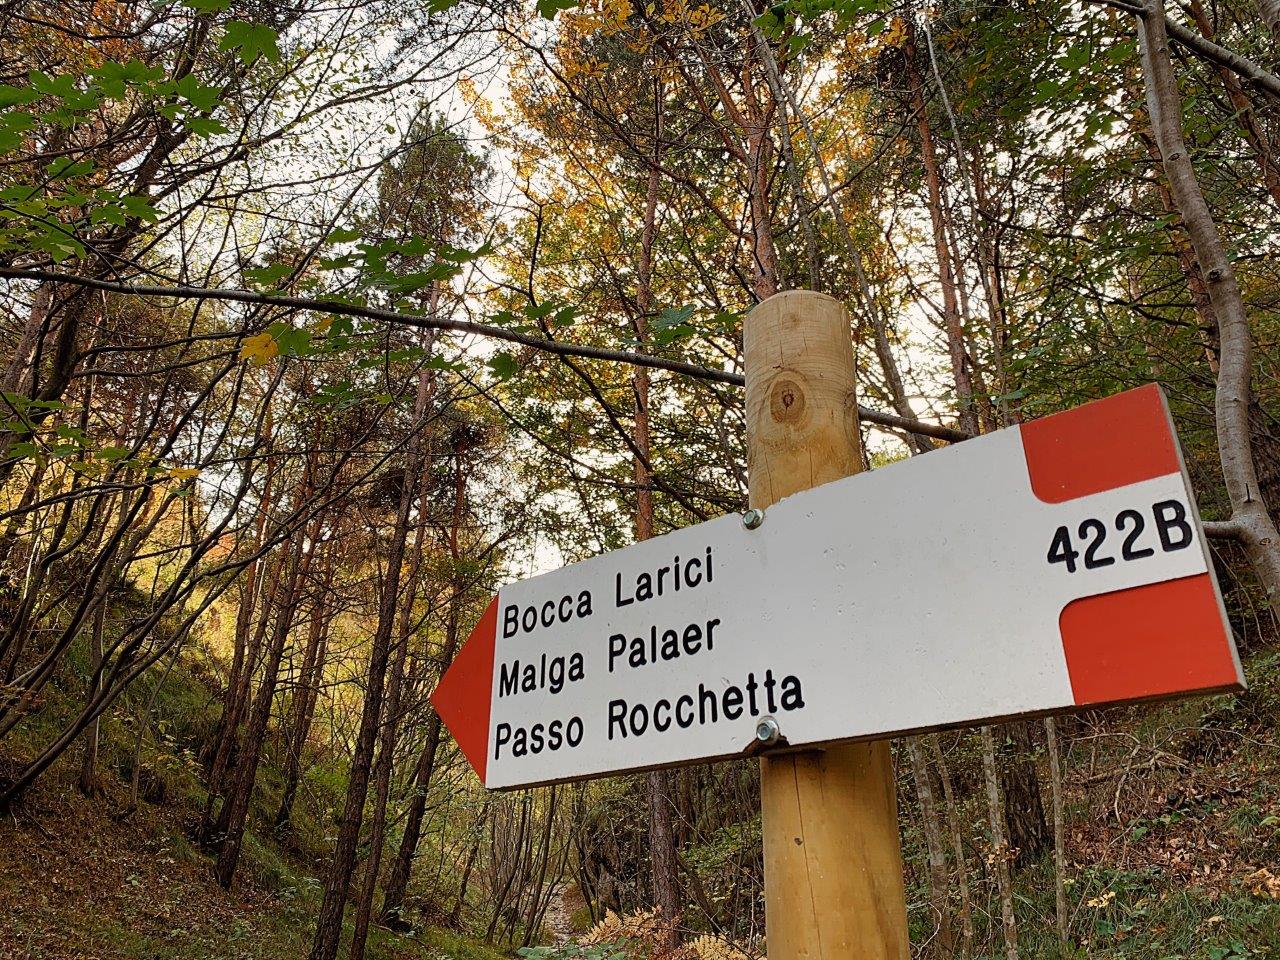 Bocca Larici
Malga Palaer
Passo Rocchetta
422B